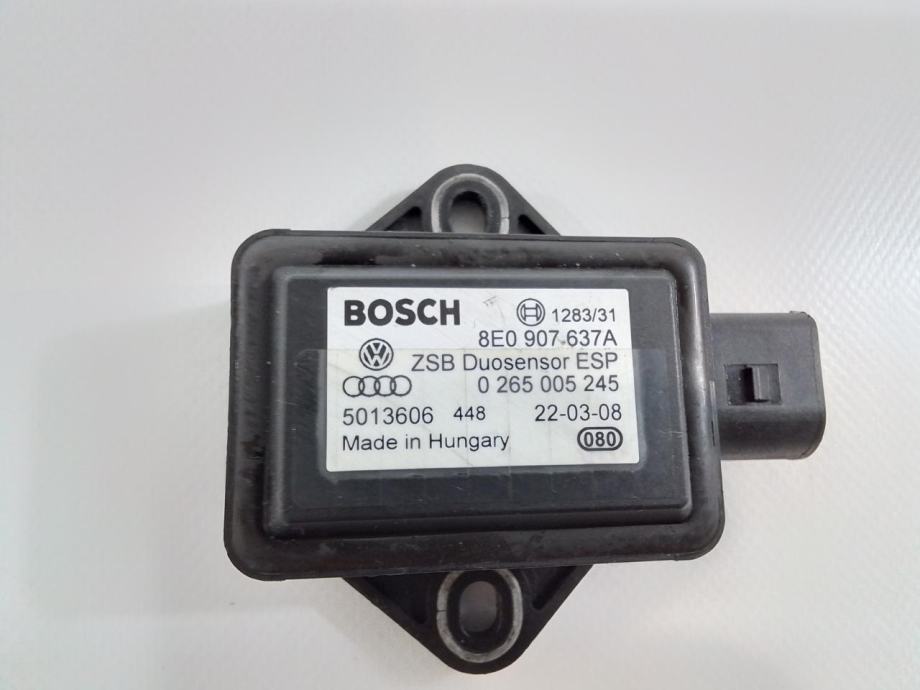 BOSCH 1283/31
8E0 907 637A
ZSB Duosensor ESP
0 265 005 245
5013606 448 22-03-08
Made in Hungary 080